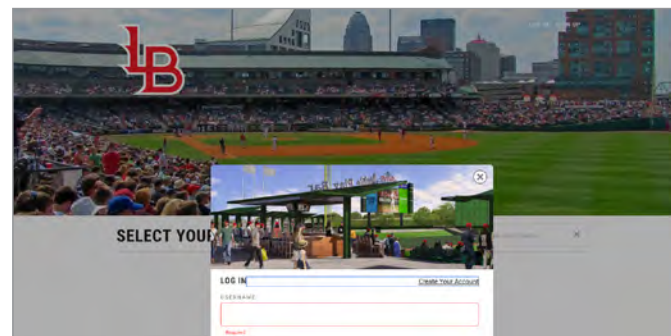 LB
SELECT YOUR
LOG IN
Create Your Account
USERNAME
Required